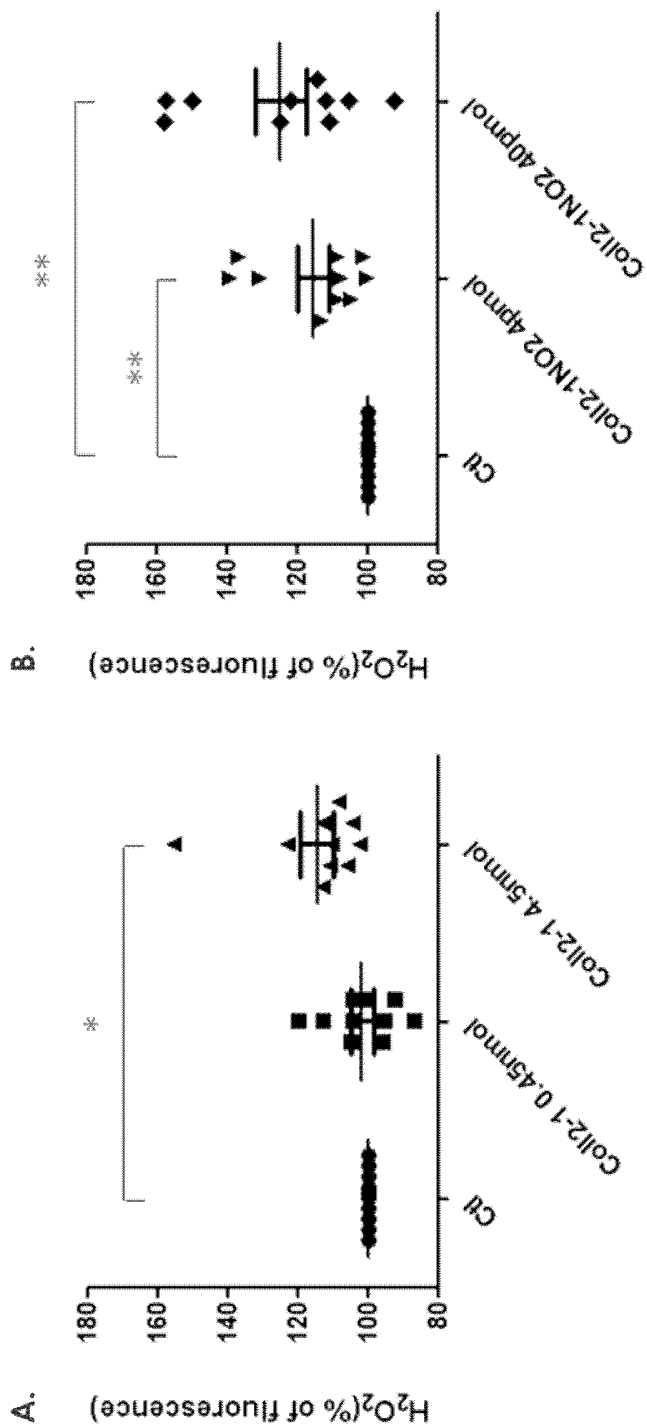 A.
H₂O₂(% of fluorescence)
180
160
140
120
100
80
*
Ctl
Coll2-1 0.45nmol
Coll2-1 4.5nmol
B.
H₂O₂(% of fluorescence)
180
160
140
120
100
80
**
**
Ctl
Coll2-1NO2 4pmol
Coll2-1NO2 40pmol